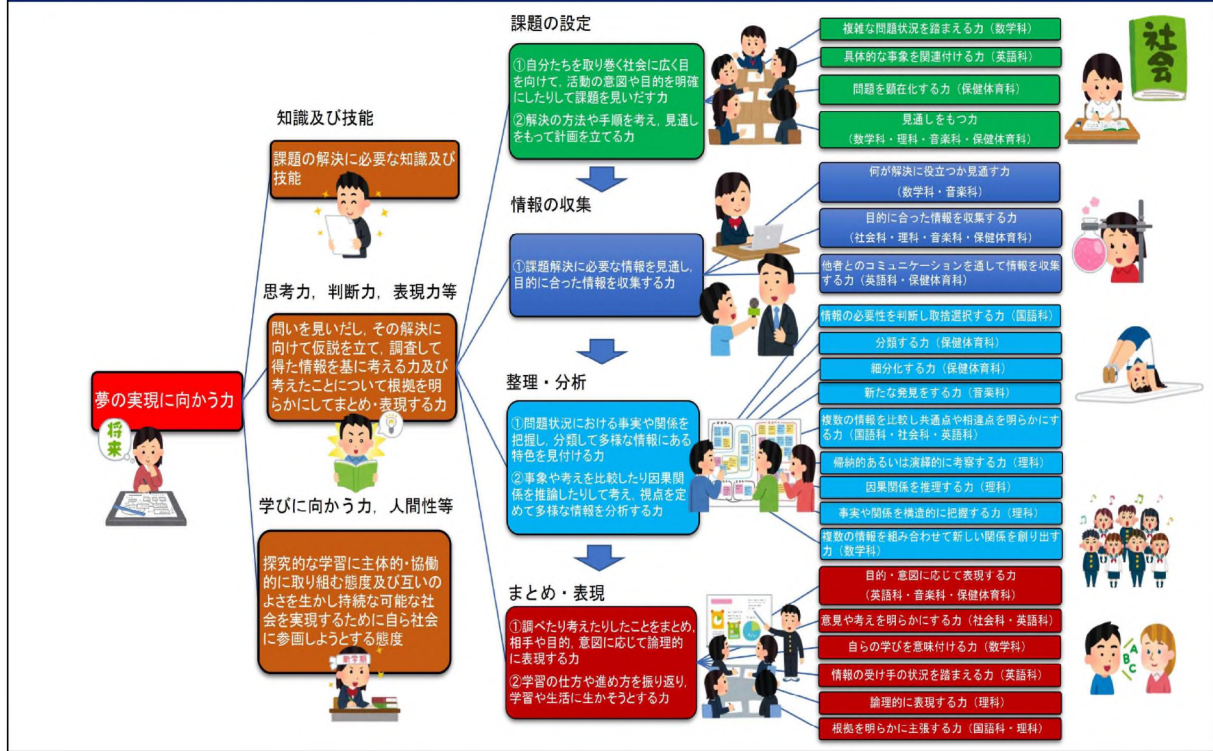 夢の実現に向かう力
将来
知識及び技能
課題の解決に必要な知識及び
技能
思考力，判断力，表現力等
問いを見いだし，その解決に
向けて仮説を立て，調査して
得た情報を基に考える力及び
考えたことについて根拠を明
らかにしてまとめ・表現する力
学びに向かう力，人間性等
探究的な学習に主体的・協働
的に取り組む態度及び互いの
よさを生かし持続な可能な社
会を実現するために自ら社会
に参画しようとする態度
新学期
課題の設定
①自分たちを取り巻く社会に広く目
を向けて，活動の意図や目的を明確
にしたりして課題を見いだす力
②解決の方法や手順を考え，見通し
をもって計画を立てる力
複雑な問題状況を踏まえる力（数学科）
具体的な事象を関連付ける力（英語科）
問題を顕在化する力（保健体育科）
見通しをもつ力
（数学科・理科・音楽科・保健体育科）
社会
情報の収集
①課題解決に必要な情報を見通し，
目的に合った情報を収集する力
何が解決に役立つか見通す力
（数学科・音楽科）
目的に合った情報を収集する力
（社会科・理科・音楽科・保健体育科）
他者とのコミュニケーションを通して情報を収集
する力（英語科・保健体育科）
整理・分析
①問題状況における事実や関係を
把握し，分類して多様な情報にある
特色を見付ける力
②事象や考えを比較したり因果関
係を推論したりして考え，視点を定
めて多様な情報を分析する力
情報の必要性を判断し取捨選択する力（国語科）
分類する力（保健体育科）
細分化する力（保健体育科）
新たな発見をする力（音楽科）
複数の情報を比較し共通点や相違点を明らかにす
る力（国語科・社会科・英語科）
帰納的あるいは演繹的に考察する力（理科）
因果関係を推理する力（理科）
事実や関係を構造的に把握する力（理科）
複数の情報を組み合わせて新しい関係を創り出す
力（数学科）
まとめ・表現
①調べたり考えたりしたことをまとめ，
相手や目的，意図に応じて論理的
に表現する力
②学習の仕方や進め方を振り返り，
学習や生活に生かそうとする力
目的・意図に応じて表現する力
（英語科・音楽科・保健体育科）
意見や考えを明らかにする力（社会科・英語科）
自らの学びを意味付ける力（数学科）
情報の受け手の状況を踏まえる力（英語科）
論理的に表現する力（理科）
根拠を明らかに主張する力（国語科・理科）
A
B
C